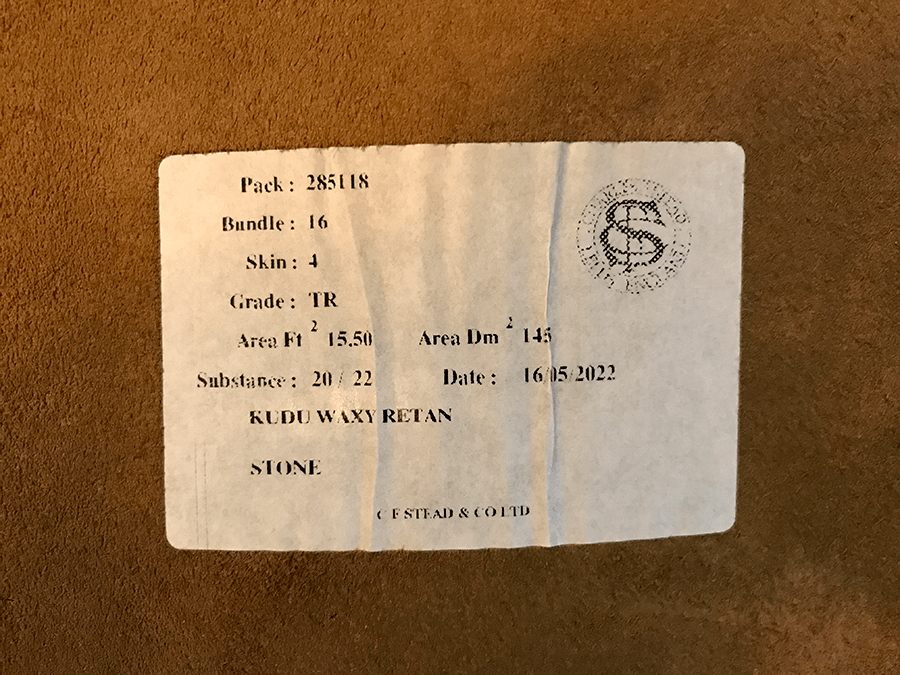 Pack : 285118
Bundle : 16
Skin : 4
Grade : TR
Area Ft 2 15.50 Area Dm 2 145
Substance : 20 / 22 Date : 16/05/2022
KUDU WAXY RETAN
STONE
C F STEAD & CO LTD